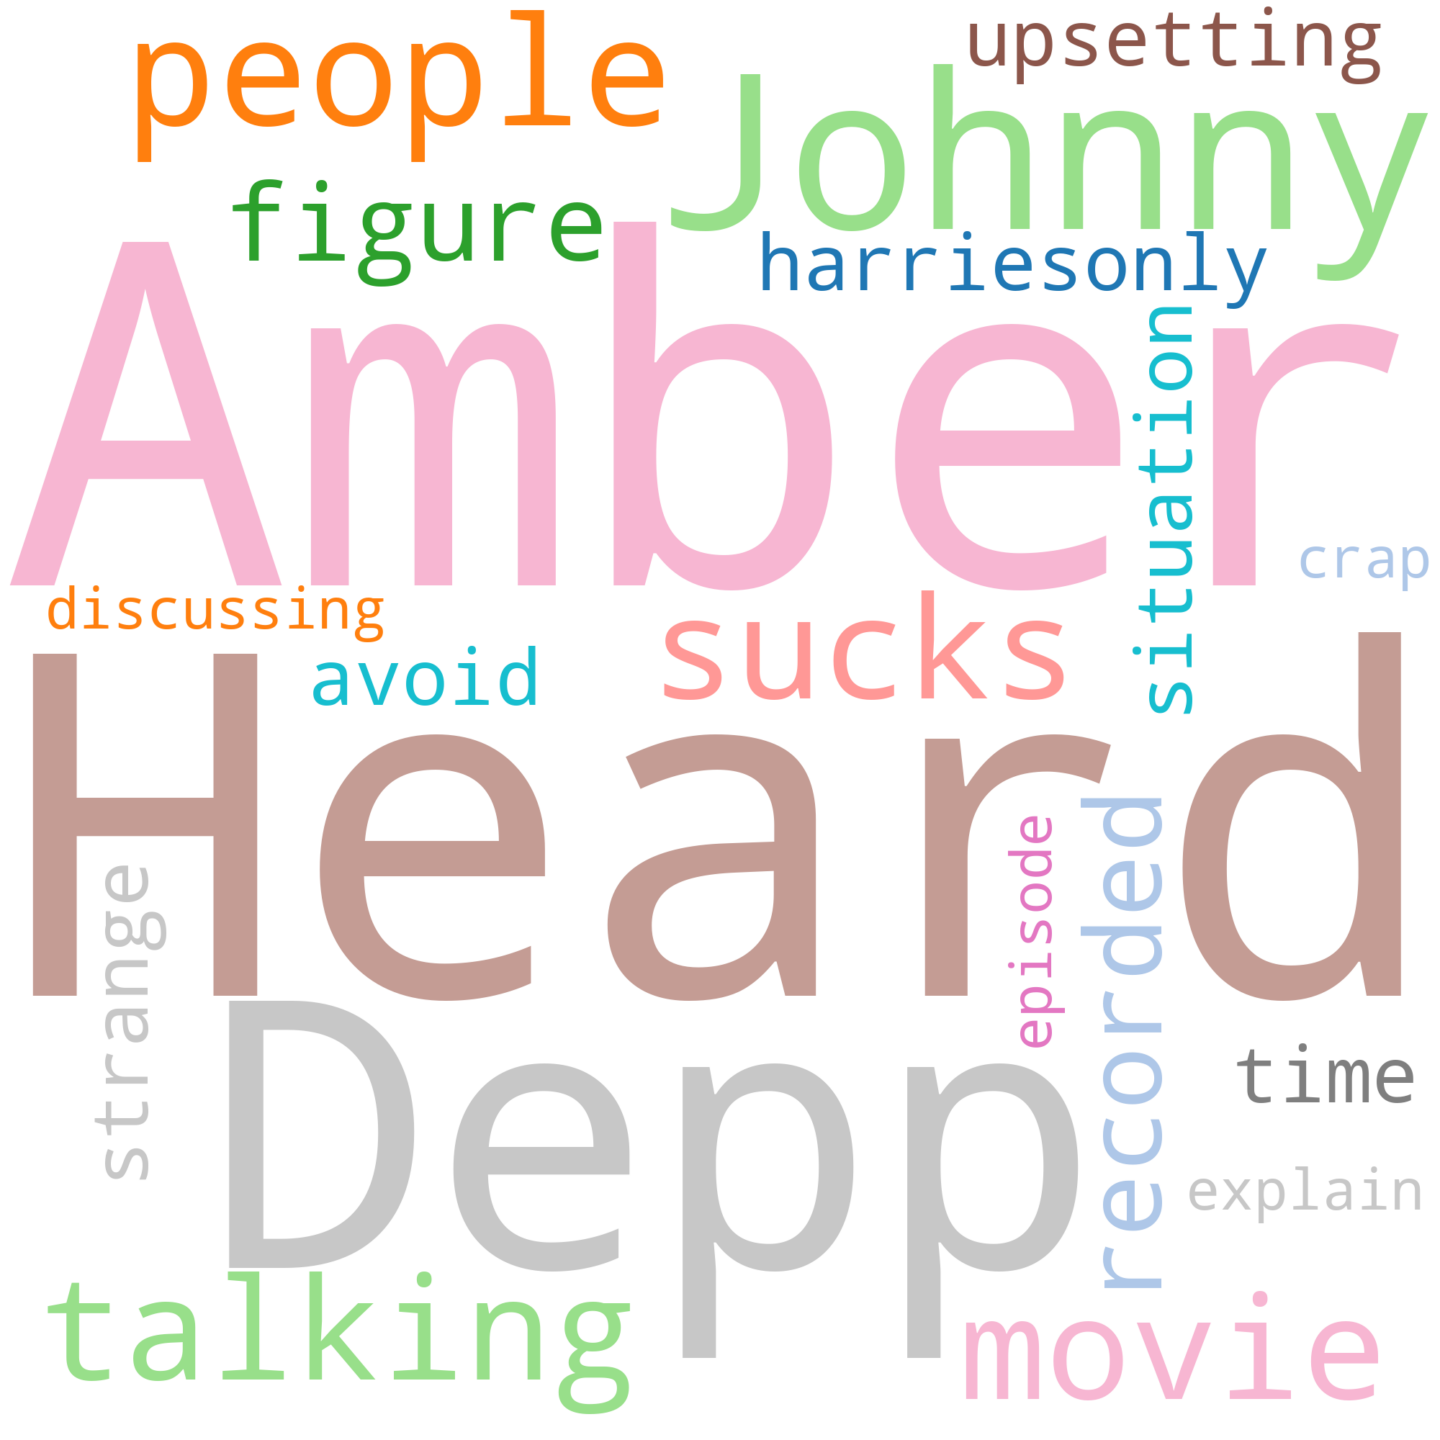 people
upsetting
Johnny
figure
harriesonly
Amber
situation
crap
discussing
sucks
avoid
Heard
recorded
episode
strange
Depp
time
explain
talking
movie